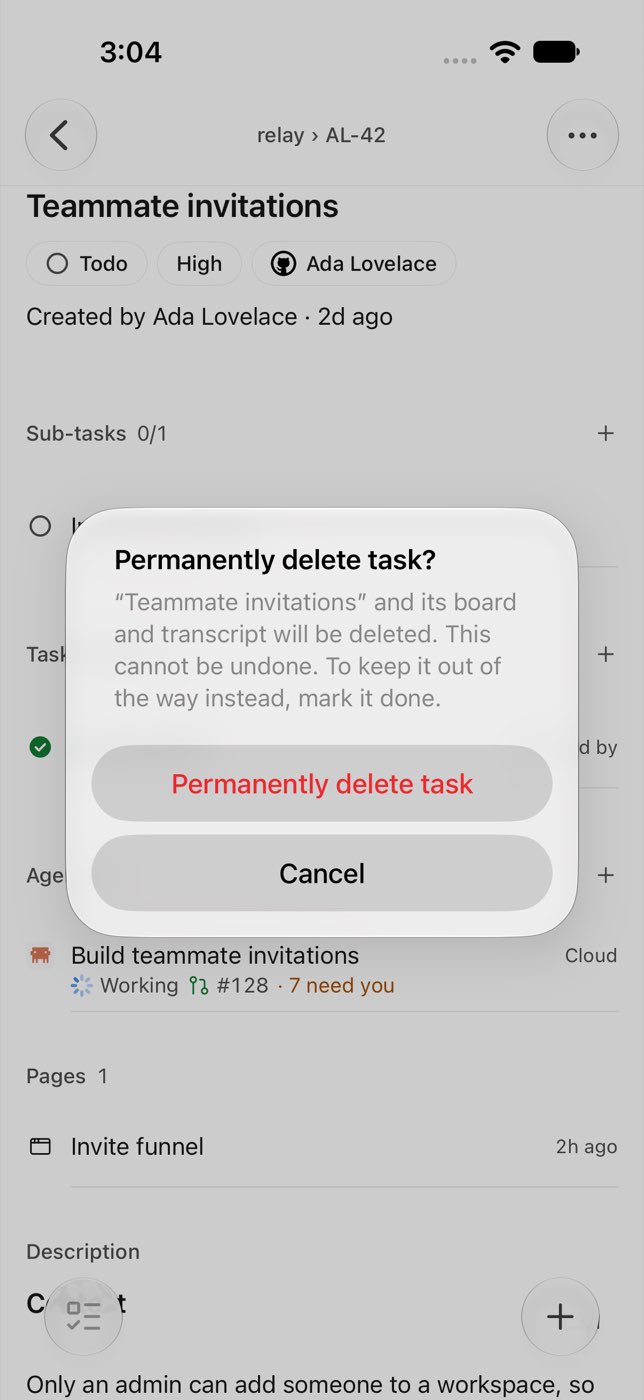 3:04
relay › AL-42
Teammate invitations
Todo
High
Ada Lovelace
Created by Ada Lovelace · 2d ago
Sub-tasks 0/1
Permanently delete task?
“Teammate invitations” and its board
and transcript will be deleted. This
cannot be undone. To keep it out of
the way instead, mark it done.
Permanently delete task
Cancel
d by
Build teammate invitations
Cloud
Working #128 · 7 need you
Pages 1
Invite funnel
2h ago
Description
Only an admin can add someone to a workspace, so